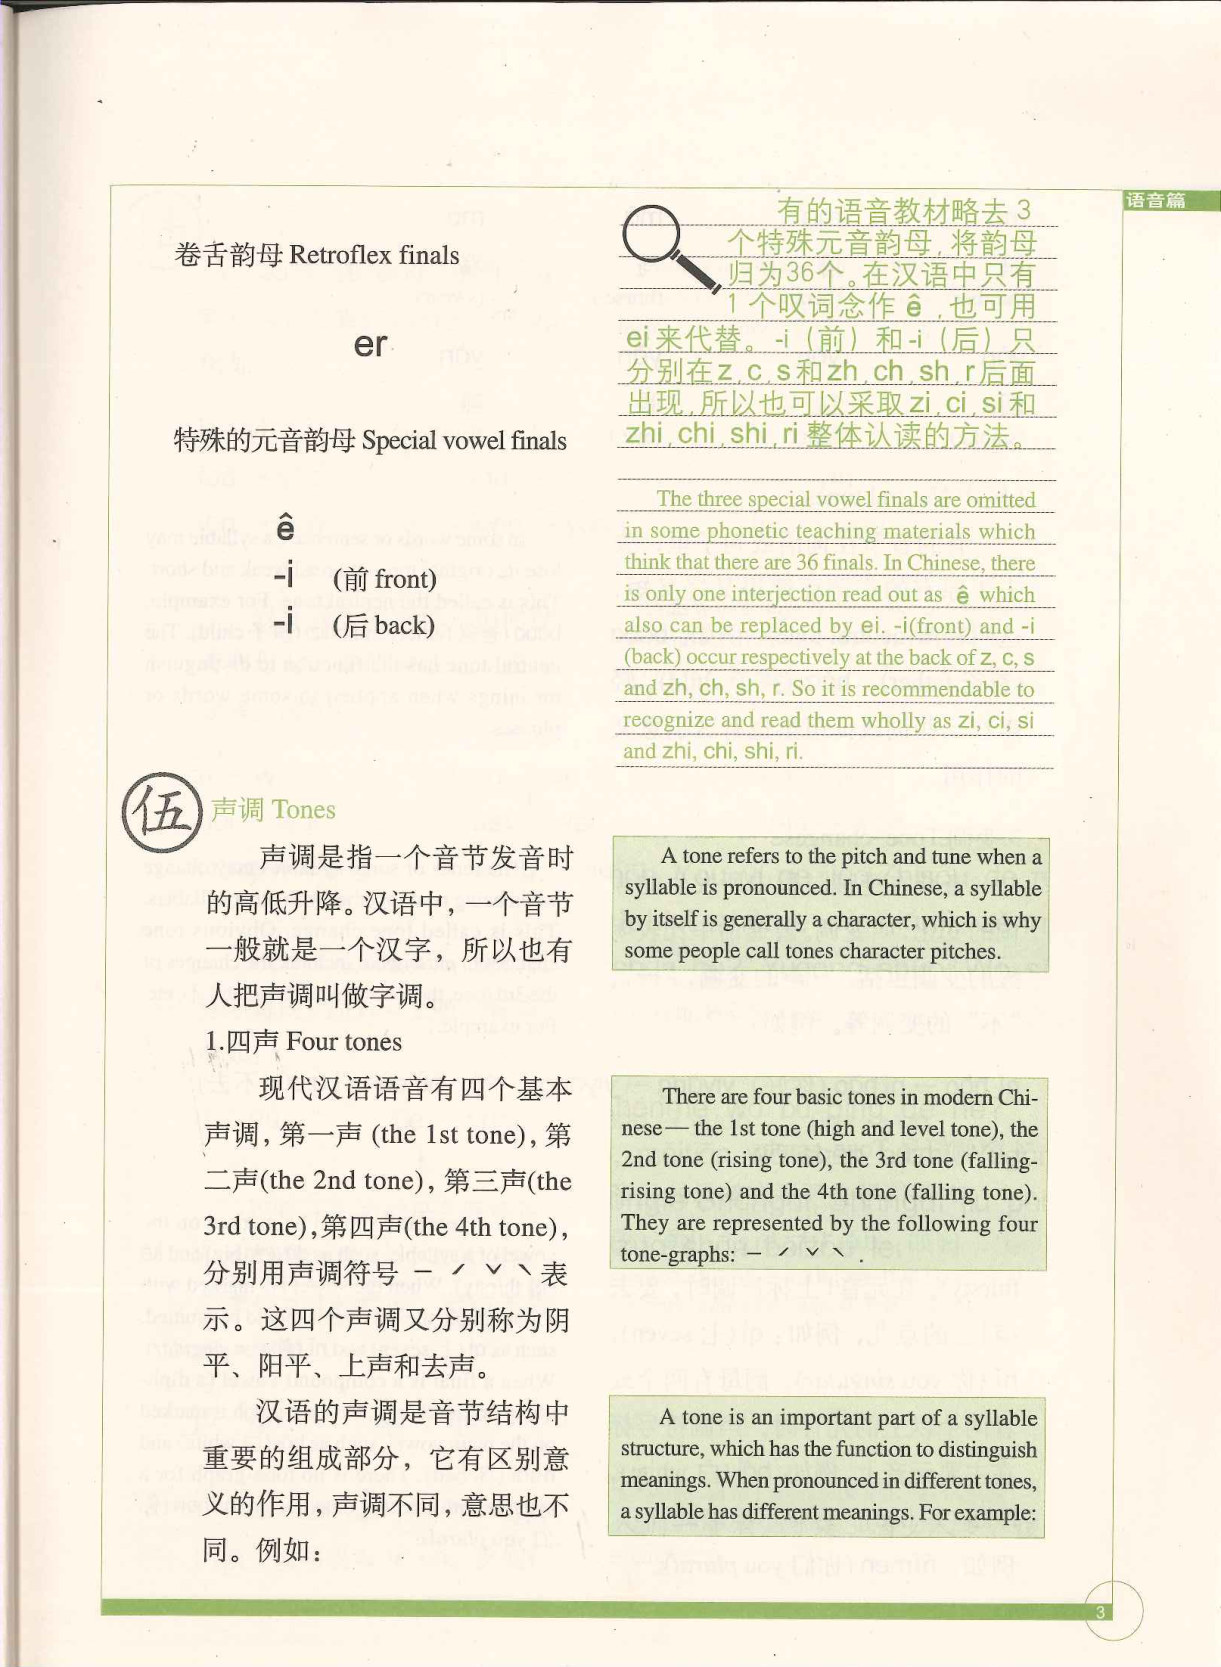 语音篇
卷舌韵母 Retroflex finals
er
特殊的元音韵母 Special vowel finals
ê
-i (前 front)
-i (后 back)
有的语音教材略去 3
个特殊元音韵母,将韵母
归为36个。在汉语中只有
1 个叹词念作 ê ,也可用
ei 来代替。-i（前）和-i（后）只
分别在 z,c,s 和 zh,ch,sh,r 后面
出现,所以也可以采取 zi,ci,si 和
zhi,chi,shi,ri 整体认读的方法。
The three special vowel finals are omitted
in some phonetic teaching materials which
think that there are 36 finals. In Chinese, there
is only one interjection read out as ê which
also can be replaced by ei. -i(front) and -i
(back) occur respectively at the back of z, c, s
and zh, ch, sh, r. So it is recommendable to
recognize and read them wholly as zi, ci, si
and zhi, chi, shi, ri.
伍 声调 Tones
声调是指一个音节发音时
的高低升降。汉语中，一个音节
一般就是一个汉字，所以也有
人把声调叫做字调。
A tone refers to the pitch and tune when a
syllable is pronounced. In Chinese, a syllable
by itself is generally a character, which is why
some people call tones character pitches.
1.四声 Four tones
现代汉语语音有四个基本
声调，第一声 (the 1st tone)，第
二声(the 2nd tone)，第三声(the
3rd tone),第四声(the 4th tone),
分别用声调符号 ˉ ˊ ˇ ˋ 表
示。这四个声调又分别称为阴
平、阳平、上声和去声。
There are four basic tones in modern Chi-
nese — the 1st tone (high and level tone), the
2nd tone (rising tone), the 3rd tone (falling-
rising tone) and the 4th tone (falling tone).
They are represented by the following four
tone-graphs: ˉ ˊ ˇ ˋ .
汉语的声调是音节结构中
重要的组成部分，它有区别意
义的作用，声调不同，意思也不
同。例如：
A tone is an important part of a syllable
structure, which has the function to distinguish
meanings. When pronounced in different tones,
a syllable has different meanings. For example:
3